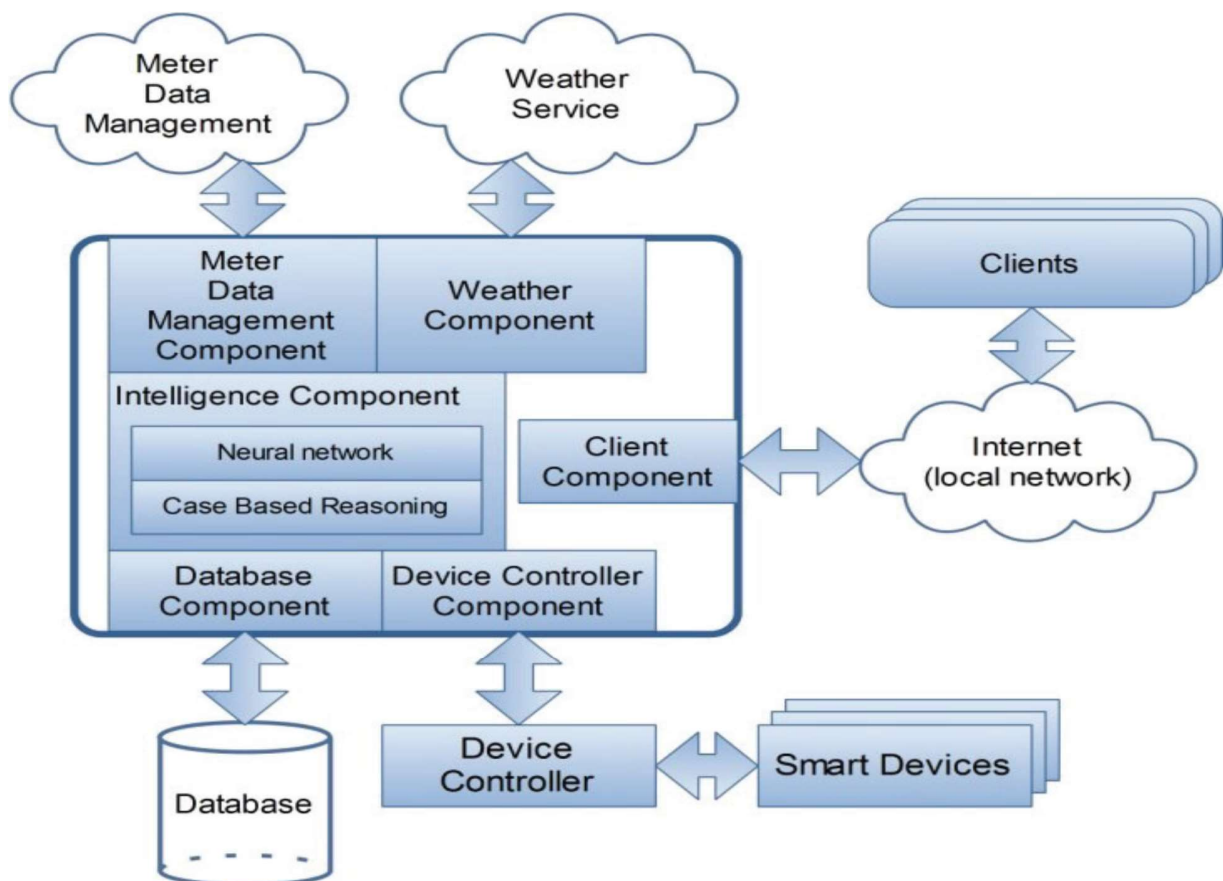 Meter
Data
Management
Weather
Service
Meter
Data
Management
Component
Weather
Component
Clients
Intelligence Component
Neural network
Case Based Reasoning
Client
Component
Internet
(local network)
Database
Component
Device Controller
Component
Database
Device
Controller
Smart Devices